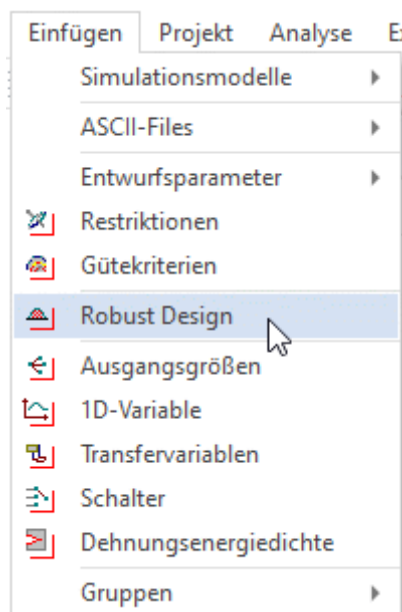 Einfügen Projekt Analyse
Simulationsmodelle
ASCII-Files
Entwurfsparameter
Restriktionen
Gütekriterien
Robust Design
Ausgangsgrößen
1D-Variable
Transfervariablen
Schalter
Dehnungsenergiedichte
Gruppen